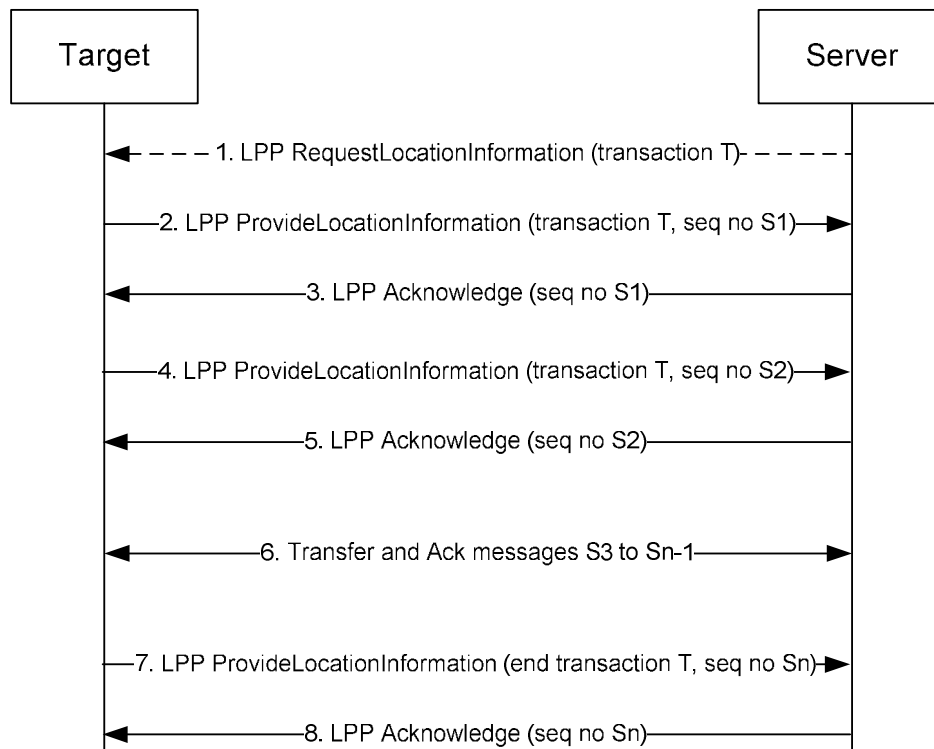 Target
Server
1. LPP RequestLocationInformation (transaction T)
2. LPP ProvideLocationInformation (transaction T, seq no S1)
3. LPP Acknowledge (seq no S1)
4. LPP ProvideLocationInformation (transaction T, seq no S2)
5. LPP Acknowledge (seq no S2)
6. Transfer and Ack messages S3 to Sn-1
7. LPP ProvideLocationInformation (end transaction T, seq no Sn)
8. LPP Acknowledge (seq no Sn)